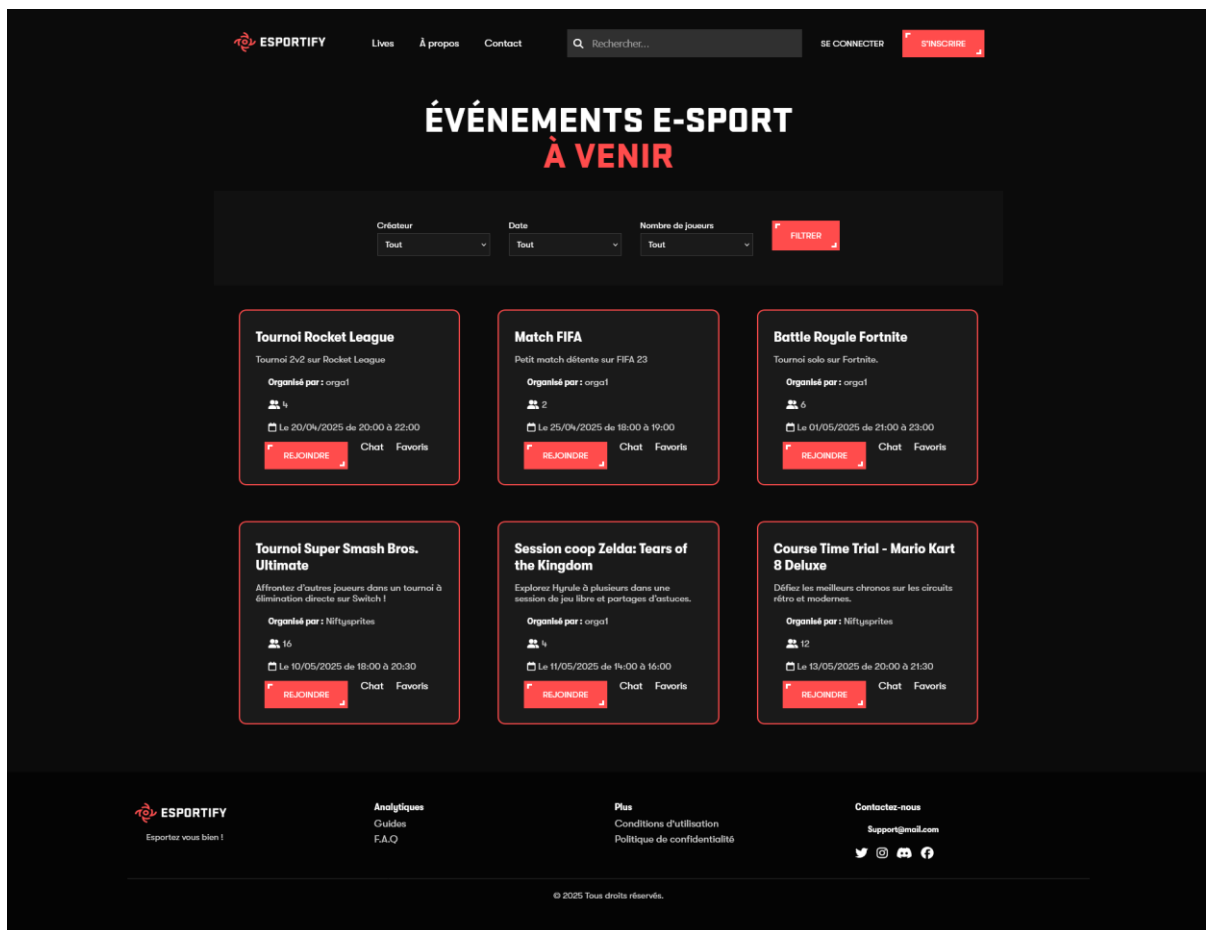 ESPORTIFY Lives À propos Contact Rechercher... SE CONNECTER S'INSCRIRE
ÉVÉNEMENTS E-SPORT
À VENIR
Créateur Date Nombre de joueurs
Tout Tout Tout FILTRER
Tournoi Rocket League
Tournoi 2v2 sur Rocket League
Organisé par : orga1
4
Le 20/04/2025 de 20:00 à 22:00
REJOINDRE Chat Favoris
Match FIFA
Petit match détente sur FIFA 23
Organisé par : orga1
2
Le 25/04/2025 de 18:00 à 19:00
REJOINDRE Chat Favoris
Battle Royale Fortnite
Tournoi solo sur Fortnite.
Organisé par : orga1
6
Le 01/05/2025 de 21:00 à 23:00
REJOINDRE Chat Favoris
Tournoi Super Smash Bros.
Ultimate
Affrontez d'autres joueurs dans un tournoi à
élimination directe sur Switch !
Organisé par : Niftysprites
16
Le 10/05/2025 de 18:00 à 20:30
REJOINDRE Chat Favoris
Session coop Zelda: Tears of
the Kingdom
Explorez Hyrule à plusieurs dans une
session de jeu libre et partages d'astuces.
Organisé par : orga1
4
Le 11/05/2025 de 14:00 à 16:00
REJOINDRE Chat Favoris
Course Time Trial - Mario Kart
8 Deluxe
Défiez les meilleurs chronos sur les circuits
rétro et modernes.
Organisé par : Niftysprites
12
Le 13/05/2025 de 20:00 à 21:30
REJOINDRE Chat Favoris
ESPORTIFY
Esportez vous bien !
Analytiques
Guides
F.A.Q
Plus
Conditions d'utilisation
Politique de confidentialité
Contactez-nous
Support@mail.com
© 2025 Tous droits réservés.